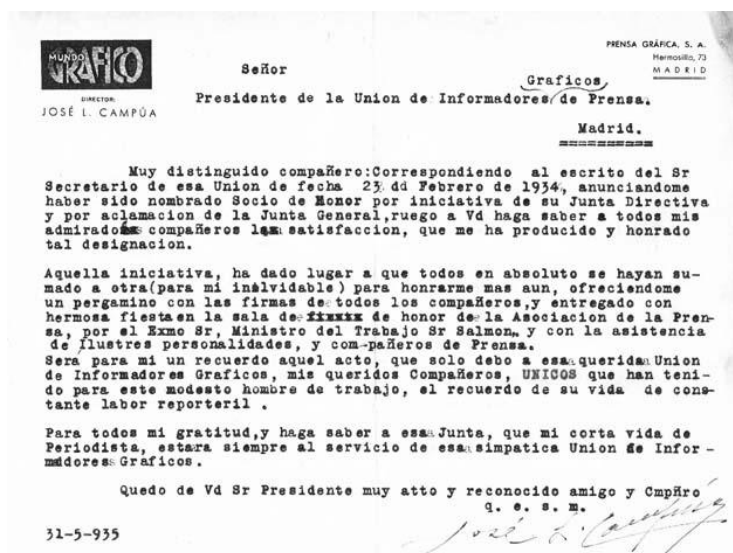 MUNDO
GRAFICO
DIRECTOR:
JOSÉ L. CAMPÚA
PRENSA GRÁFICA, S. A.
Hermosilla, 73
MADRID
Señor
Graficos
Presidente de la Union de Informadores de Prensa.
Madrid.
Muy distinguido compañero:Correspondiendo al escrito del Sr
Secretario de esa Union de fecha 23 dd Febrero de 1934, anunciandome
haber sido nombrado Socio de Honor por iniciativa de su Junta Directiva
y por aclamacion de la Junta General,ruego a Vd haga saber a todos mis
admirados compañeros la satisfaccion, que me ha producido y honrado
tal designacion.
Aquella iniciativa, ha dado lugar a que todos en absoluto se hayan su-
mado a otra(para mi inolvidable) para honrarme mas aun, ofreciendome
un pergamino con las firmas de todos los compañeros,y entregado con
hermosa fiesta en la sala de de honor de la Asociacion de la Pren-
sa, por el Exmo Sr, Ministro del Trabajo Sr Salmon, y con la asistencia
de ilustres personalidades, y com-pañeros de Prensa.
Sera para mi un recuerdo aquel acto, que solo debo a esa querida Union
de Informadores Graficos, mis queridos Compañeros, UNICOS que han teni-
do para este modesto hombre de trabajo, el recuerdo de su vida de cons-
tante labor reporteril .
Para todos mi gratitud,y haga saber a esa Junta, que mi corta vida de
Periodista, estara siempre al servicio de esa simpatica Union de Infor-
madores Graficos.
Quedo de Vd Sr Presidente muy atto y reconocido amigo y Cmpñro
q. e. s. m.
José L. Campúa
31-5-935